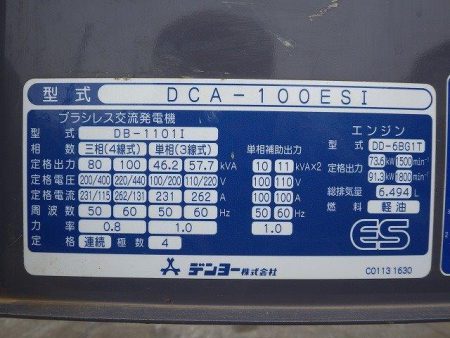 型式 DCA-100ESI
ブラシレス交流発電機
型式 DB-1101I
相数 三相(4線式) 単相(3線式) 単相補助出力
定格出力 80 100 46.2 57.7 kVA 10 11 kVA×2
定格電圧 200/400 220/440 100/200 110/220 V 100 110 V
定格電流 231/115 262/131 231 262 A 100 100 A
周波数 50 60 50 60 Hz 50 60 Hz
力率 0.8 1.0 1.0
定格 連続 極数 4
エンジン
型式 DD-6BG1T
定格出力 73.6 kW 1500 min⁻¹
91.3 kW 1800 min⁻¹
総排気量 6.494 L
燃料 軽油
ES
デンヨー株式会社
C01131630